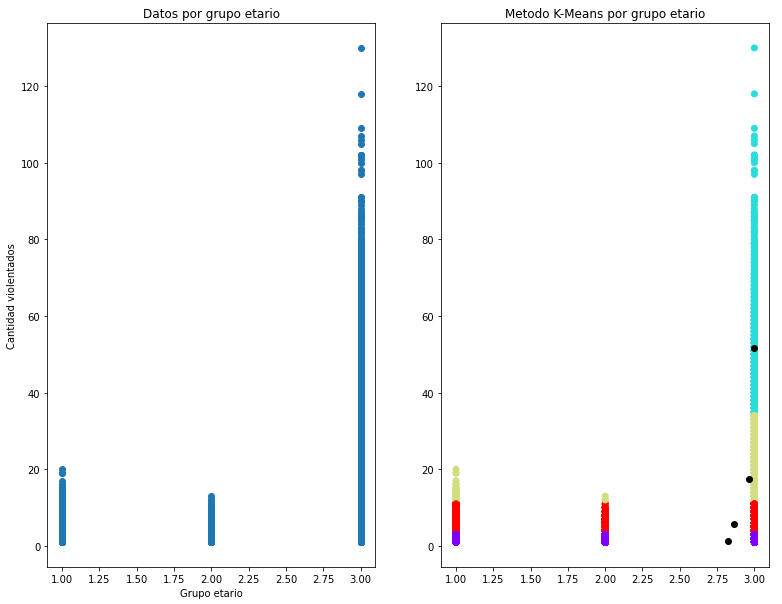 Datos por grupo etario
Metodo K-Means por grupo etario
120
100
80
60
40
20
0
Cantidad violentados
1.00 1.25 1.50 1.75 2.00 2.25 2.50 2.75 3.00
Grupo etario
120
100
80
60
40
20
0
1.00 1.25 1.50 1.75 2.00 2.25 2.50 2.75 3.00